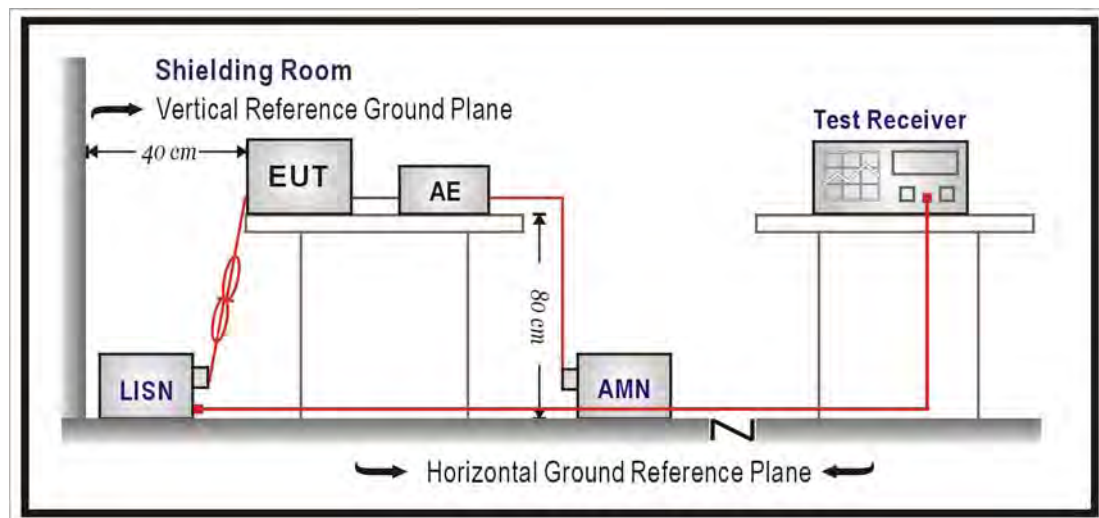 Shielding Room
Vertical Reference Ground Plane
Test Receiver
40 cm
EUT
AE
80 cm
LISN
AMN
Horizontal Ground Reference Plane